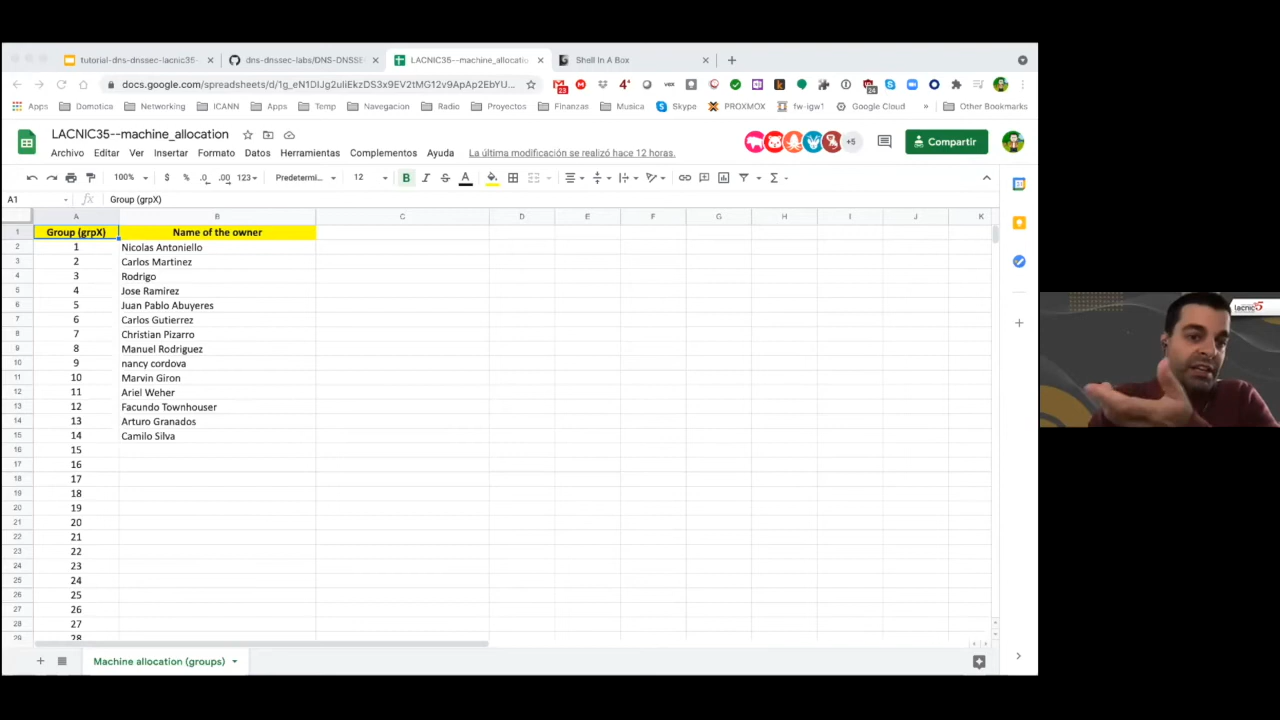 tutorial-dns-dnssec-lacnic35- dns-dnssec-labs/DNS-DNSSE LACNIC35--machine_allocatio Shell In A Box
docs.google.com/spreadsheets/d/1g_eN1DIJg2uIiEkzDS3x9EV2tMG12v9ApAp2EbYU...
Apps Domotica Networking ICANN Apps Temp Navegacion Radio Proyectos Finanzas Musica Skype PROXMOX fw-igw1 Google Cloud » Other Bookmarks
LACNIC35--machine_allocation
+5 Compartir
Archivo Editar Ver Insertar Formato Datos Herramientas Complementos Ayuda La última modificación se realizó hace 12 horas.
100% $ % .0 .00 123 Predetermi... 12 B I S A
A1 fx Group (grpX)
A B C D E F G H I J K
1 Group (grpX) Name of the owner
2 1 Nicolas Antoniello
3 2 Carlos Martinez
4 3 Rodrigo
5 4 Jose Ramirez
6 5 Juan Pablo Abuyeres
7 6 Carlos Gutierrez
8 7 Christian Pizarro
9 8 Manuel Rodriguez
10 9 nancy cordova
11 10 Marvin Giron
12 11 Ariel Weher
13 12 Facundo Townhouser
14 13 Arturo Granados
15 14 Camilo Silva
16 15
17 16
18 17
19 18
20 19
21 20
22 21
23 22
24 23
25 24
26 25
27 26
28 27
29 28
Machine allocation (groups)
lacnic35